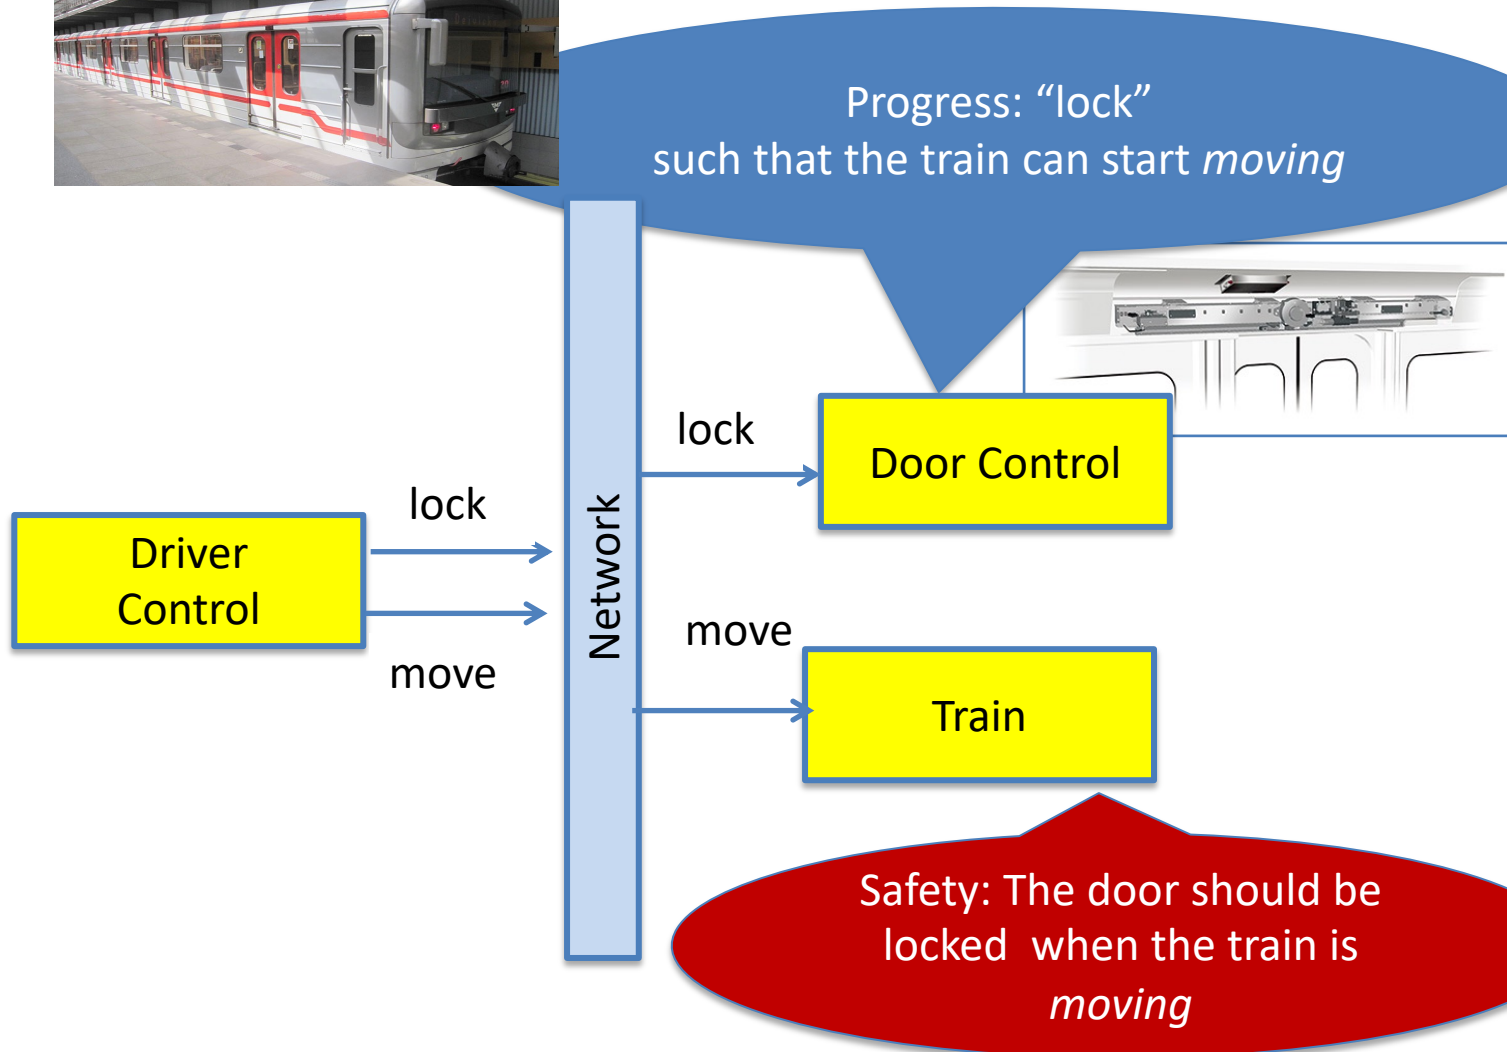 Progress: “lock”
such that the train can start moving
lock
Door Control
lock
Driver
Control
Network
move
move
Train
Safety: The door should be
locked  when the train is
moving